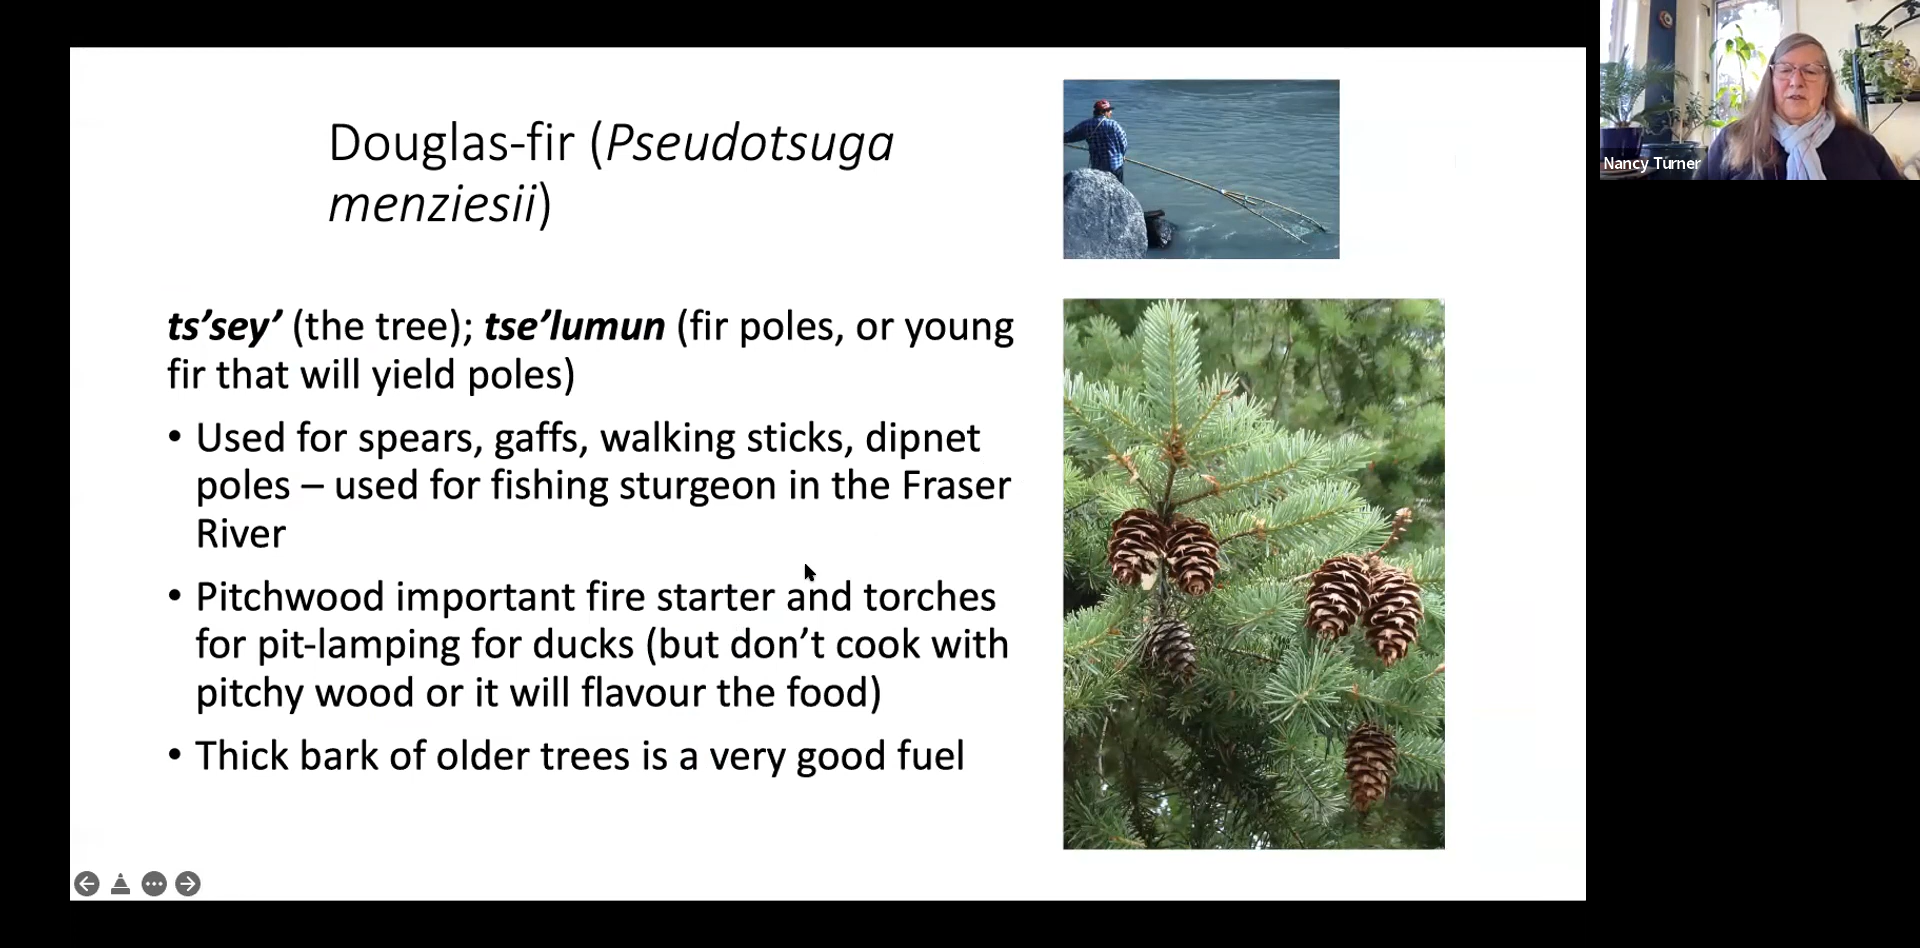 Douglas-fir (Pseudotsuga
menziesii)
ts’sey’ (the tree); tse’lumun (fir poles, or young
fir that will yield poles)
• Used for spears, gaffs, walking sticks, dipnet
poles – used for fishing sturgeon in the Fraser
River
• Pitchwood important fire starter and torches
for pit-lamping for ducks (but don’t cook with
pitchy wood or it will flavour the food)
• Thick bark of older trees is a very good fuel
Nancy Turner